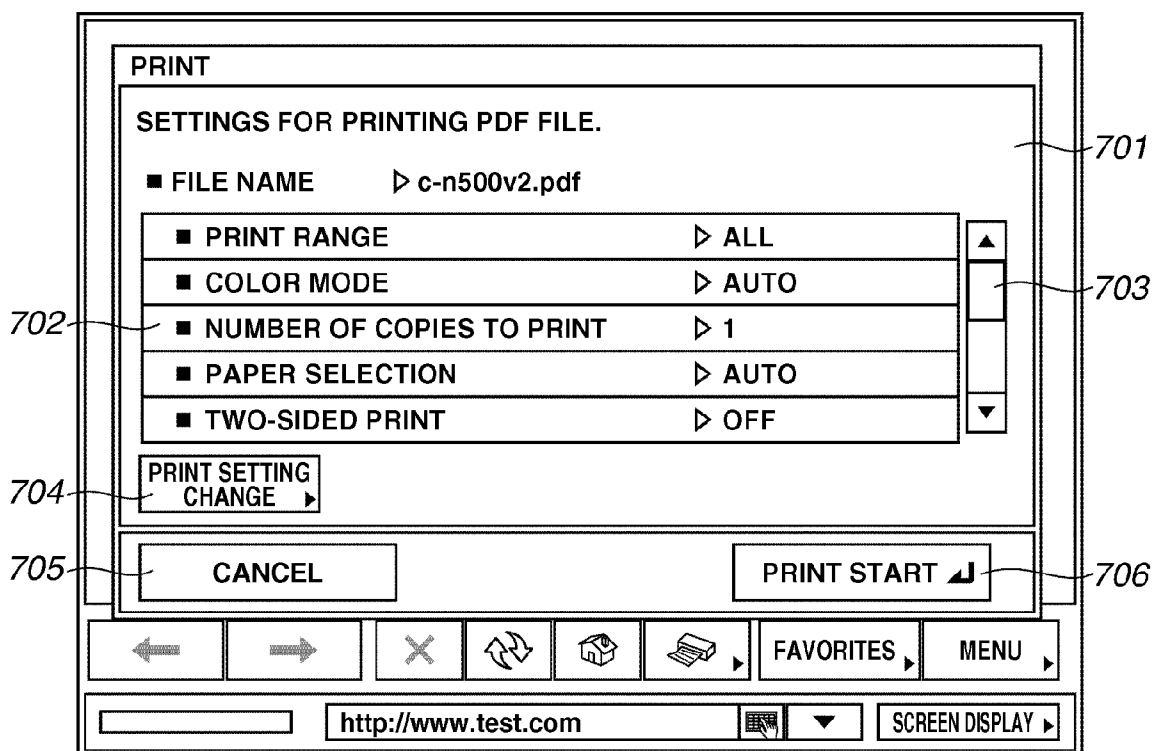 PRINT
SETTINGS FOR PRINTING PDF FILE.
701
■ FILE NAME ▷ c-n500v2.pdf
■ PRINT RANGE ▷ ALL
■ COLOR MODE ▷ AUTO
703
702
■ NUMBER OF COPIES TO PRINT ▷ 1
■ PAPER SELECTION ▷ AUTO
■ TWO-SIDED PRINT ▷ OFF
704
PRINT SETTING
CHANGE
705
CANCEL
PRINT START
706
FAVORITES
MENU
http://www.test.com
SCREEN DISPLAY